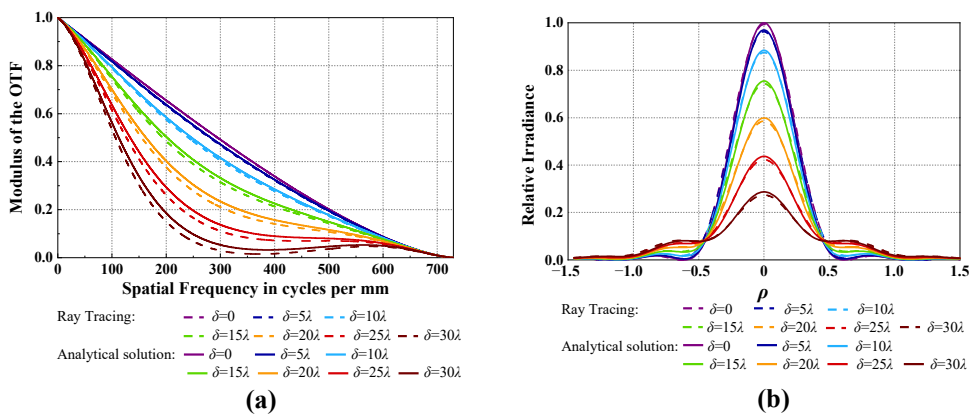 Modulus of the OTF
1.0
0.8
0.6
0.4
0.2
0.0
0 100 200 300 400 500 600 700
Spatial Frequency in cycles per mm
Ray Tracing: δ=0 δ=5λ δ=10λ
δ=15λ δ=20λ δ=25λ δ=30λ
Analytical solution: δ=0 δ=5λ δ=10λ
δ=15λ δ=20λ δ=25λ δ=30λ
(a)
Relative Irradiance
1.0
0.8
0.6
0.4
0.2
0.0
−1.5 −1.0 −0.5 0 0.5 1.0 1.5
ρ
Ray Tracing: δ=0 δ=5λ δ=10λ
δ=15λ δ=20λ δ=25λ δ=30λ
Analytical solution: δ=0 δ=5λ δ=10λ
δ=15λ δ=20λ δ=25λ δ=30λ
(b)